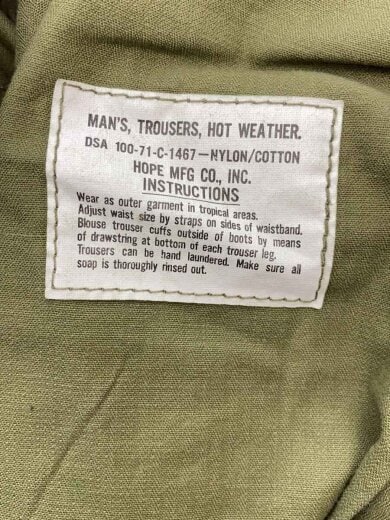 MAN'S, TROUSERS, HOT WEATHER.
DSA 100-71-C-1467—NYLON/COTTON
HOPE MFG CO., INC.
INSTRUCTIONS
Wear as outer garment in tropical areas.
Adjust waist size by straps on sides of waistband.
Blouse trouser cuffs outside of boots by means
of drawstring at bottom of each trouser leg.
Trousers can be hand laundered. Make sure all
soap is thoroughly rinsed out.